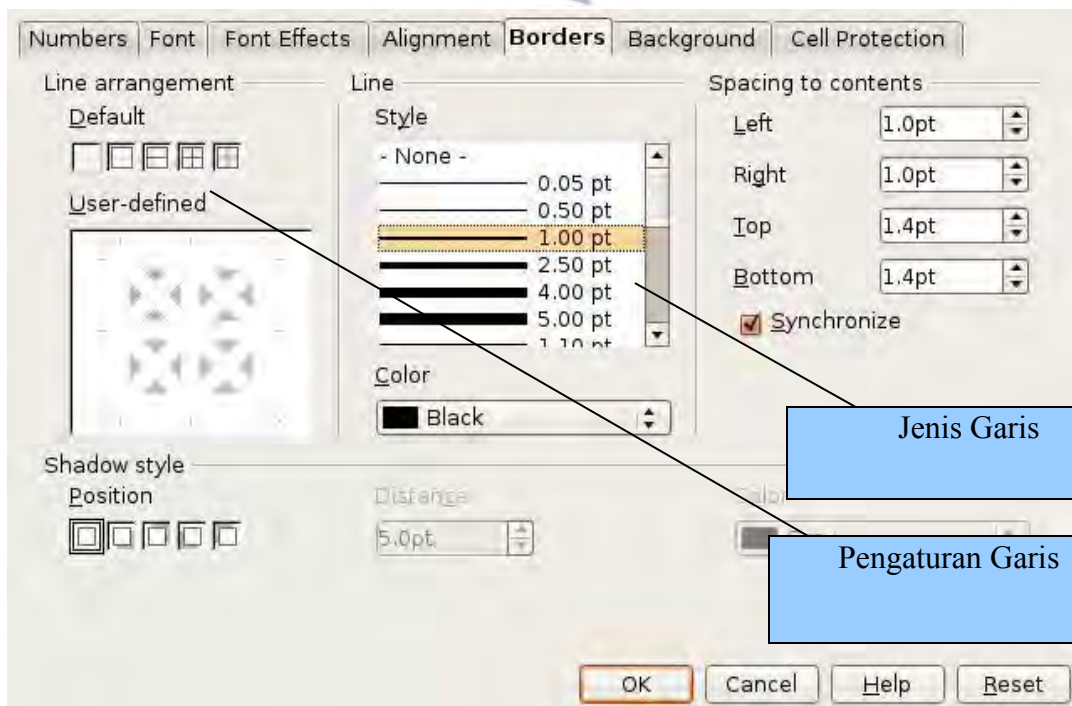 Numbers Font Font Effects Alignment Borders Background Cell Protection
Line arrangement
Default
User-defined
Line
Style
- None -
0.05 pt
0.50 pt
1.00 pt
2.50 pt
4.00 pt
5.00 pt
1.10 pt
Color
Black
Spacing to contents
Left 1.0pt
Right 1.0pt
Top 1.4pt
Bottom 1.4pt
Synchronize
Jenis Garis
Shadow style
Position
Distance
5.0pt
Pengaturan Garis
OK Cancel Help Reset